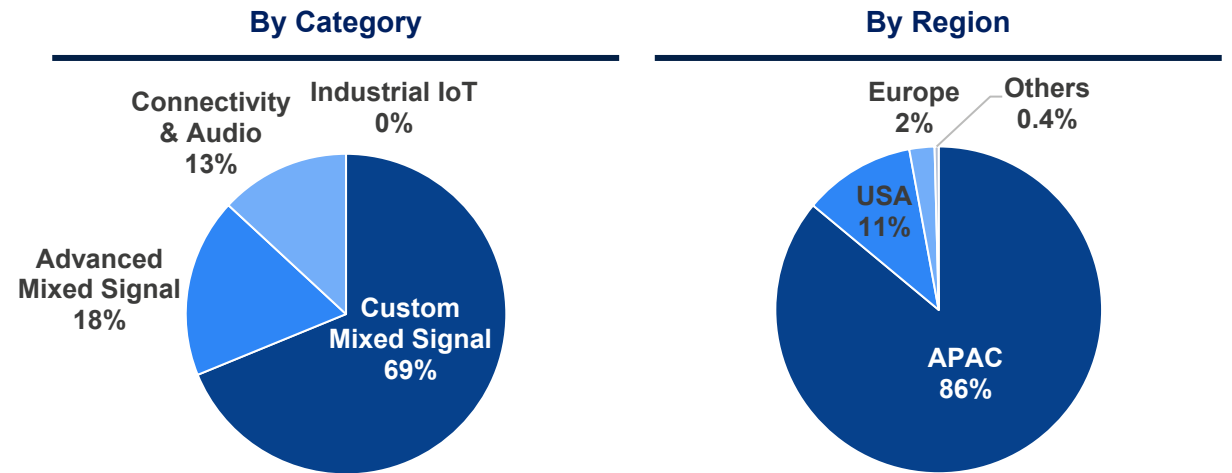 By Category
Industrial IoT
0%
Connectivity
& Audio
13%
Advanced
Mixed Signal
18%
Custom
Mixed Signal
69%
By Region
Europe
2%
Others
0.4%
USA
11%
APAC
86%